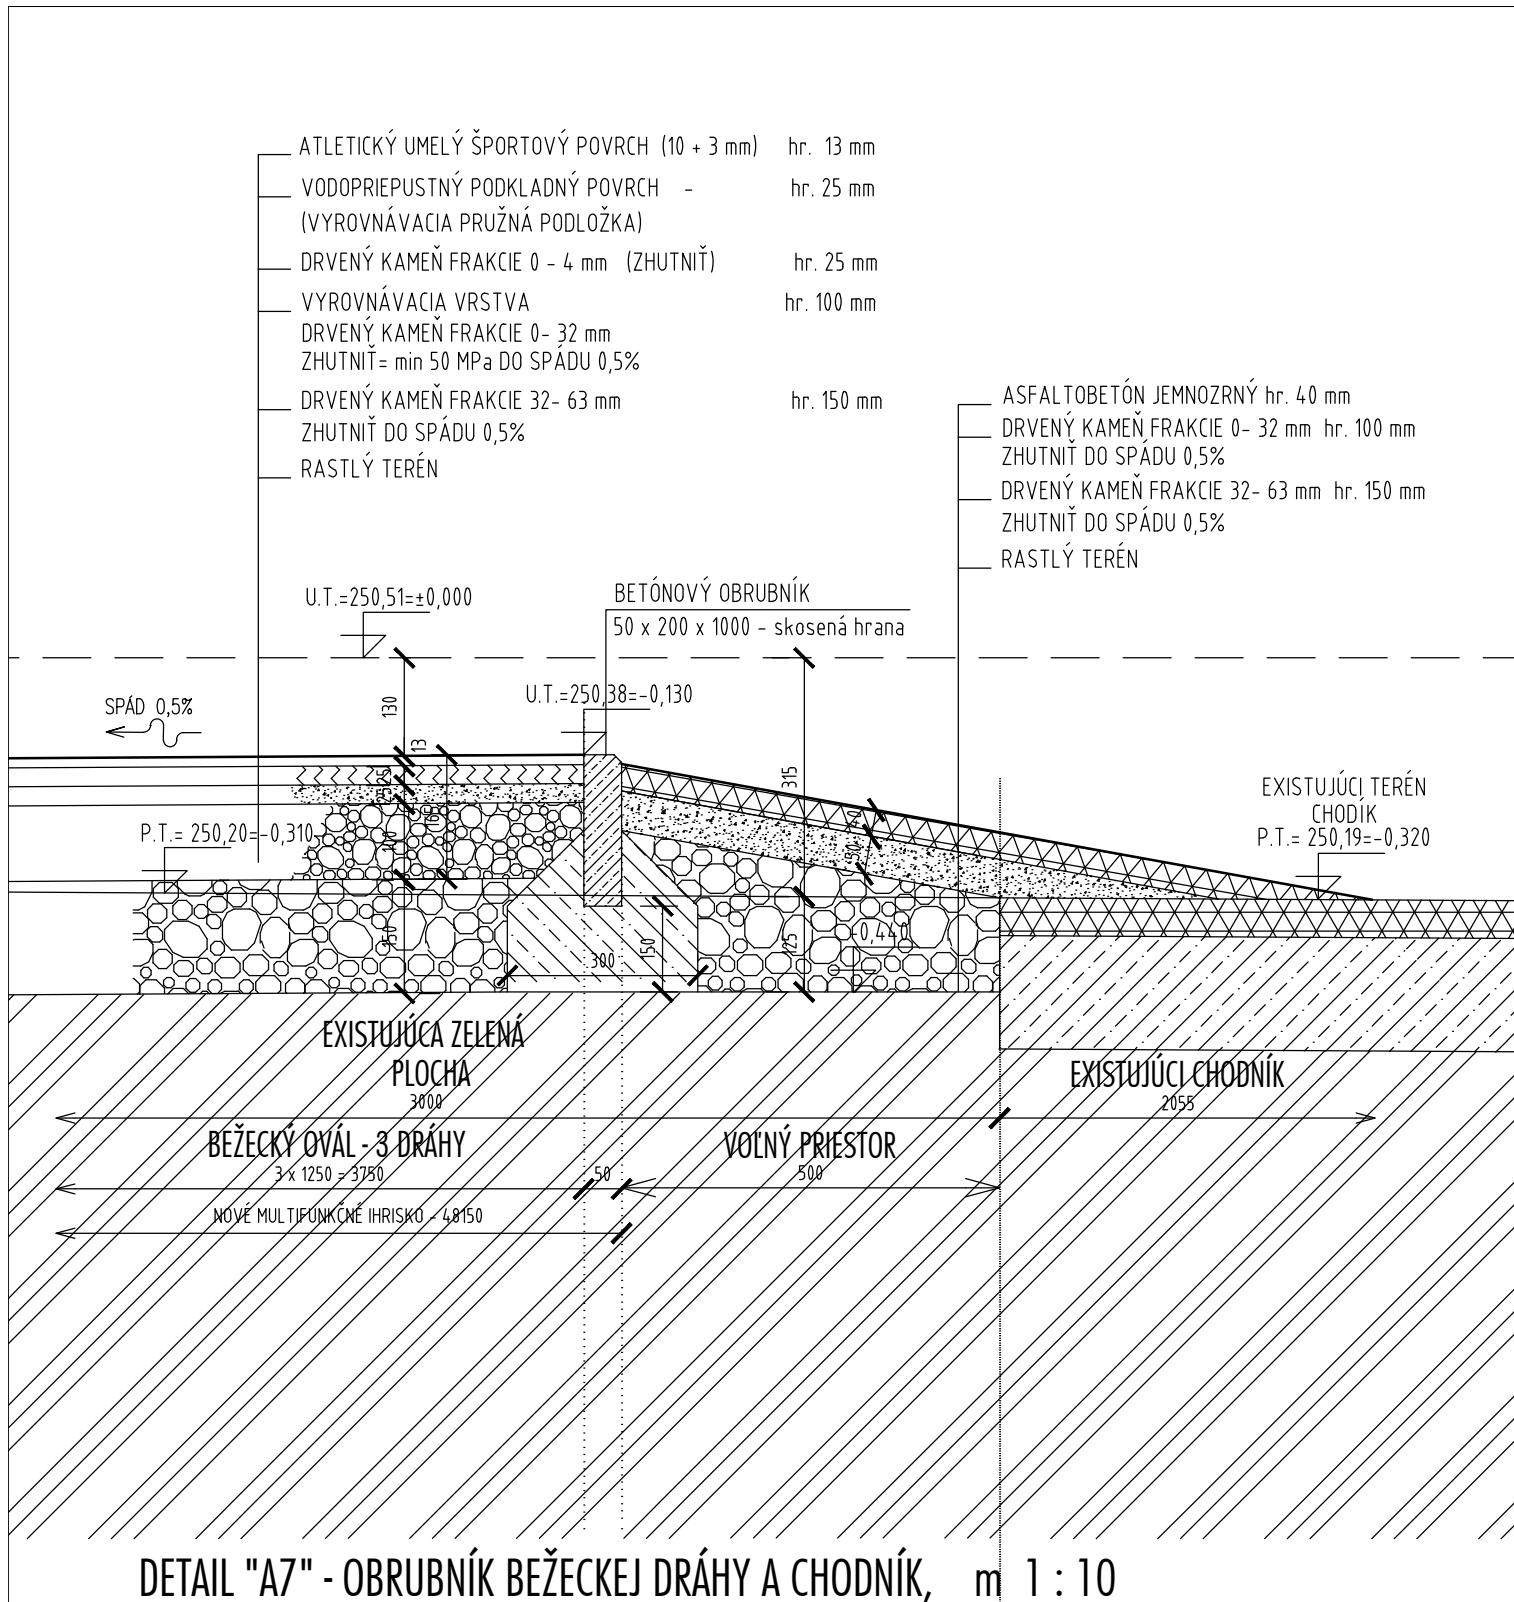 ATLETICKÝ UMELÝ ŠPORTOVÝ POVRCH (10 + 3 mm) hr. 13 mm
VODOPRIEPUSTNÝ PODKLADNÝ POVRCH - hr. 25 mm
(VYROVNÁVACIA PRUŽNÁ PODLOŽKA)
DRVENÝ KAMEŇ FRAKCIE 0 - 4 mm (ZHUTNIŤ) hr. 25 mm
VYROVNÁVACIA VRSTVA hr. 100 mm
DRVENÝ KAMEŇ FRAKCIE 0- 32 mm
ZHUTNIŤ= min 50 MPa DO SPÁDU 0,5%
DRVENÝ KAMEŇ FRAKCIE 32- 63 mm hr. 150 mm
ZHUTNIŤ DO SPÁDU 0,5%
RASTLÝ TERÉN
ASFALTOBETÓN JEMNOZRNÝ hr. 40 mm
DRVENÝ KAMEŇ FRAKCIE 0- 32 mm hr. 100 mm
ZHUTNIŤ DO SPÁDU 0,5%
DRVENÝ KAMEŇ FRAKCIE 32- 63 mm hr. 150 mm
ZHUTNIŤ DO SPÁDU 0,5%
RASTLÝ TERÉN
U.T.=250,51=±0,000
BETÓNOVÝ OBRUBNÍK
50 x 200 x 1000 - skosená hrana
U.T.=250,38=-0,130
SPÁD 0,5%
130
13
25
25
315
40
EXISTUJÚCI TERÉN
CHODÍK
P.T.= 250,19=-0,320
P.T.= 250,20=-0,310
100
150
300
150
125
-0,440
EXISTUJÚCA ZELENÁ
PLOCHA
3000
EXISTUJÚCI CHODNÍK
2055
BEŽECKÝ OVÁL - 3 DRÁHY
3 x 1250 = 3750
50
VOĽNÝ PRIESTOR
500
NOVÉ MULTIFUNKČNÉ IHRISKO - 48150
DETAIL "A7" - OBRUBNÍK BEŽECKEJ DRÁHY A CHODNÍK, m 1 : 10